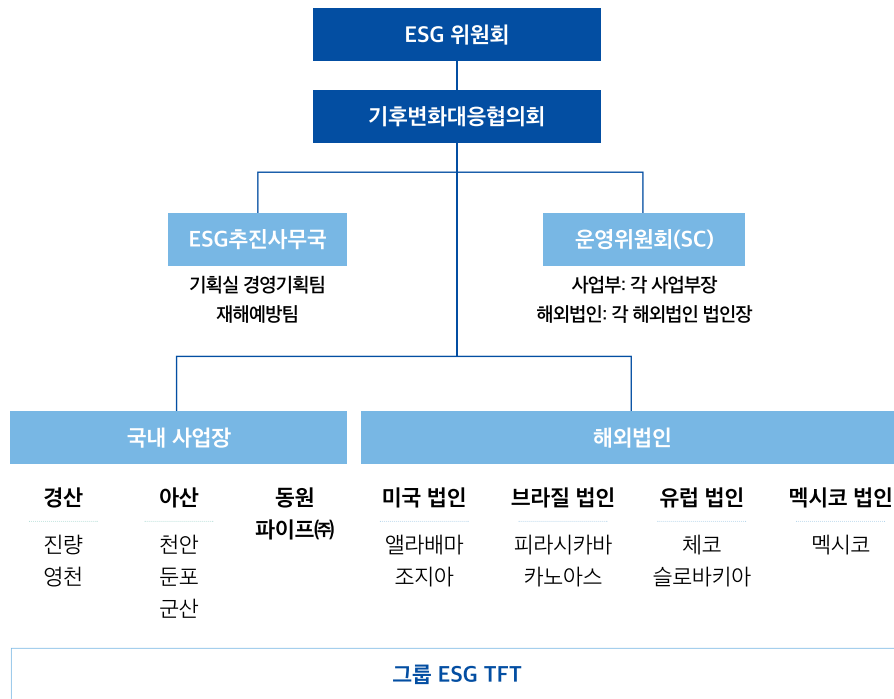 ESG 위원회
기후변화대응협의회
ESG추진사무국
기획실 경영기획팀
재해예방팀
운영위원회(SC)
사업부: 각 사업부장
해외법인: 각 해외법인 법인장
국내 사업장
경산
진량
영천
아산
천안
둔포
군산
동원
파이프㈜
해외법인
미국 법인
앨라배마
조지아
브라질 법인
피라시카바
카노아스
유럽 법인
체코
슬로바키아
멕시코 법인
멕시코
그룹 ESG TFT